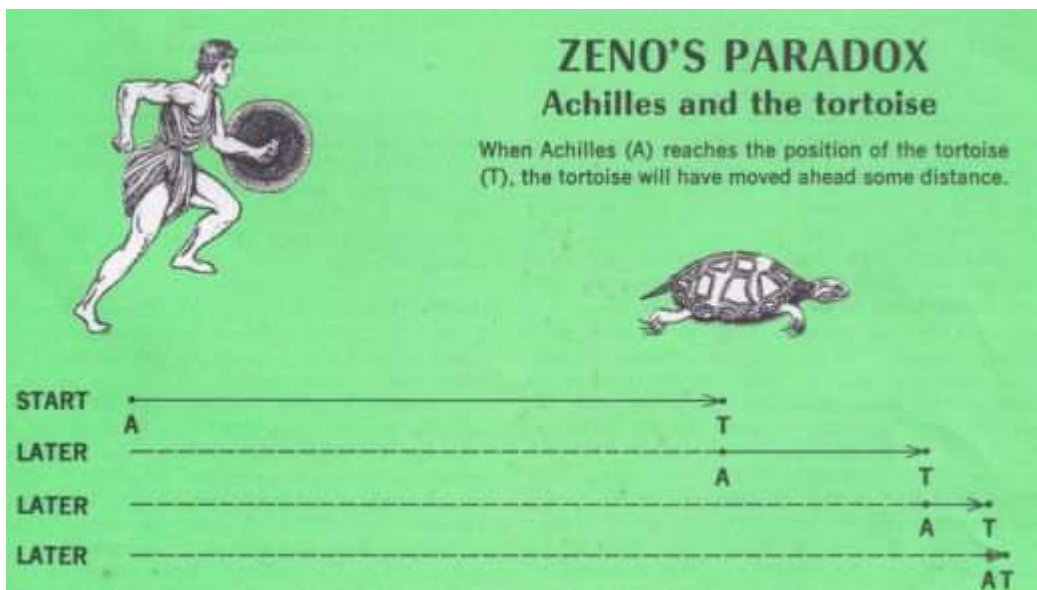 ZENO'S PARADOX
Achilles and the tortoise
When Achilles (A) reaches the position of the tortoise
(T), the tortoise will have moved ahead some distance.
START
A T
LATER
A T
LATER
A T
LATER
A T